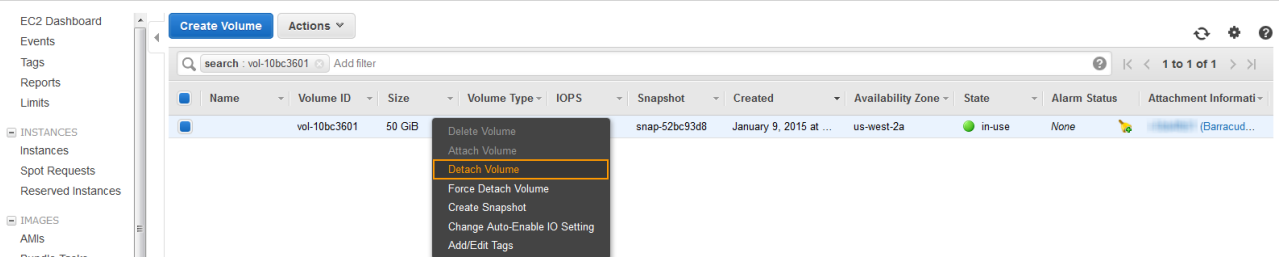 EC2 Dashboard
Events
Tags
Reports
Limits
INSTANCES
Instances
Spot Requests
Reserved Instances
IMAGES
AMIs
Bundle Tasks
Create Volume Actions
search : vol-10bc3601 Add filter 1 to 1 of 1
Name Volume ID Size Volume Type IOPS Snapshot Created Availability Zone State Alarm Status Attachment Informati
vol-10bc3601 50 GiB snap-52bc93d8 January 9, 2015 at ... us-west-2a in-use None (Barracud...
Delete Volume
Attach Volume
Detach Volume
Force Detach Volume
Create Snapshot
Change Auto-Enable IO Setting
Add/Edit Tags